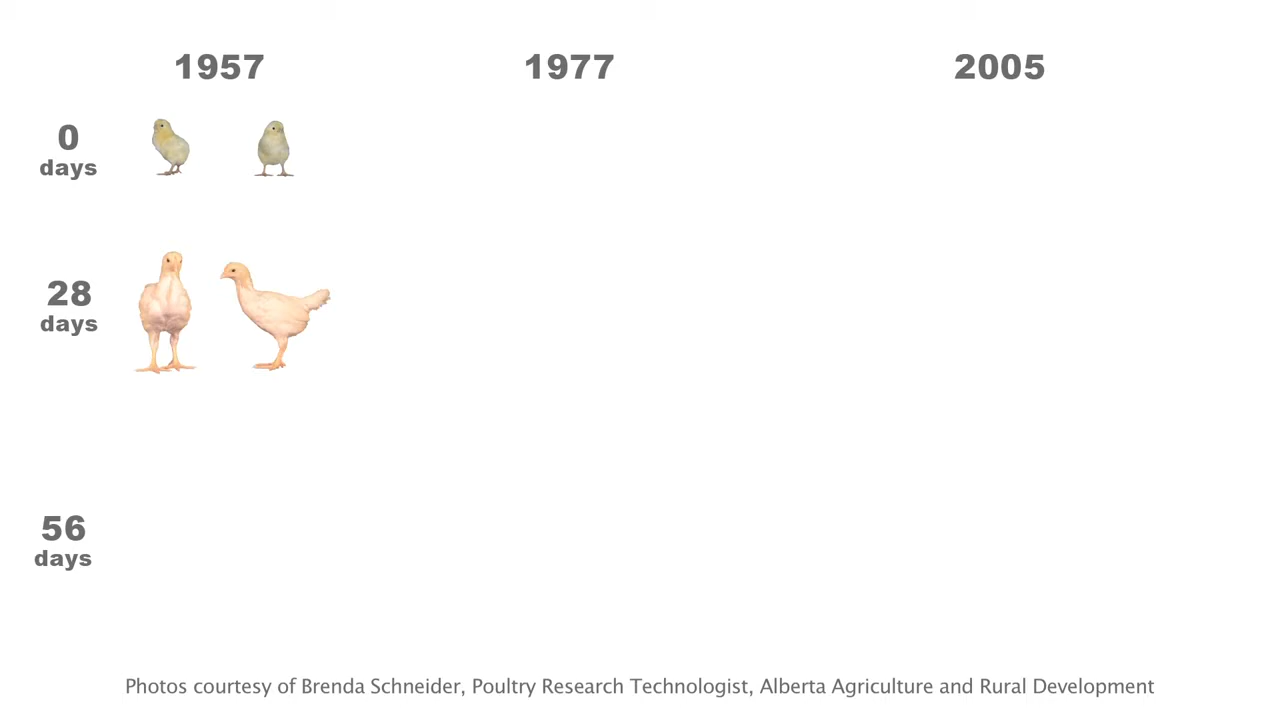 1957 1977 2005
0
days
28
days
56
days
Photos courtesy of Brenda Schneider, Poultry Research Technologist, Alberta Agriculture and Rural Development